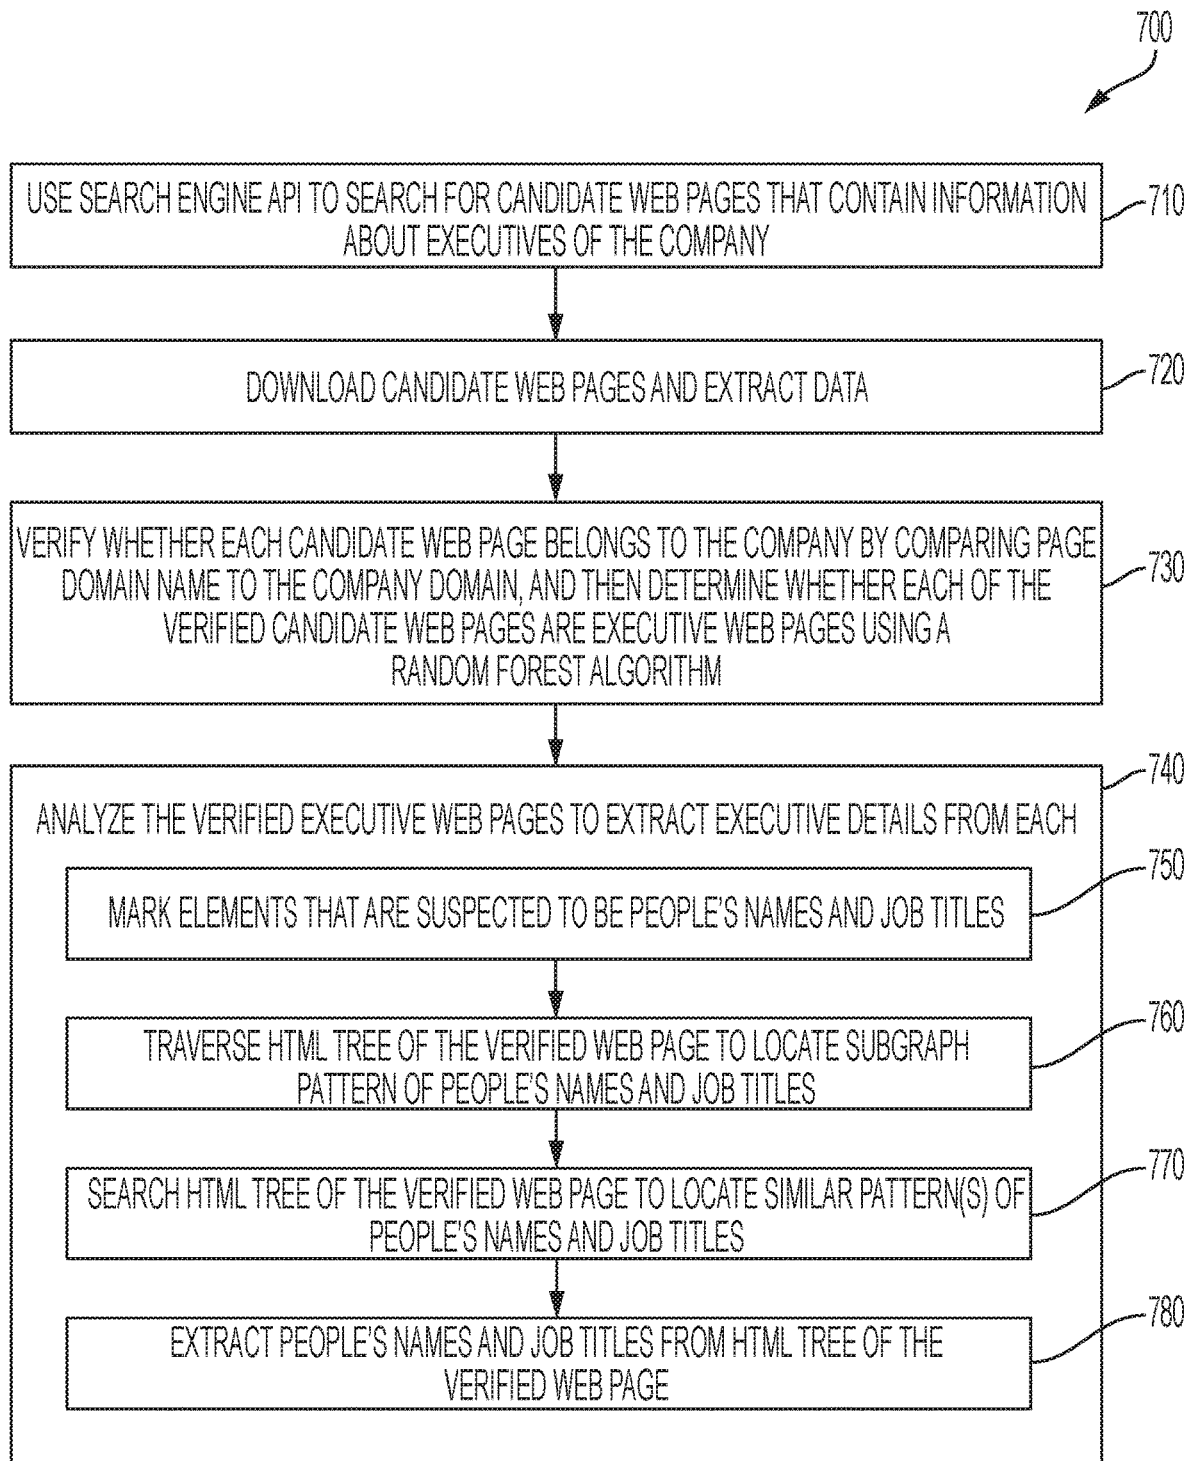 700
USE SEARCH ENGINE API TO SEARCH FOR CANDIDATE WEB PAGES THAT CONTAIN INFORMATION
ABOUT EXECUTIVES OF THE COMPANY
710
DOWNLOAD CANDIDATE WEB PAGES AND EXTRACT DATA
720
VERIFY WHETHER EACH CANDIDATE WEB PAGE BELONGS TO THE COMPANY BY COMPARING PAGE
DOMAIN NAME TO THE COMPANY DOMAIN, AND THEN DETERMINE WHETHER EACH OF THE
VERIFIED CANDIDATE WEB PAGES ARE EXECUTIVE WEB PAGES USING A
RANDOM FOREST ALGORITHM
730
740
ANALYZE THE VERIFIED EXECUTIVE WEB PAGES TO EXTRACT EXECUTIVE DETAILS FROM EACH
750
MARK ELEMENTS THAT ARE SUSPECTED TO BE PEOPLE'S NAMES AND JOB TITLES
760
TRAVERSE HTML TREE OF THE VERIFIED WEB PAGE TO LOCATE SUBGRAPH
PATTERN OF PEOPLE'S NAMES AND JOB TITLES
770
SEARCH HTML TREE OF THE VERIFIED WEB PAGE TO LOCATE SIMILAR PATTERN(S) OF
PEOPLE'S NAMES AND JOB TITLES
780
EXTRACT PEOPLE'S NAMES AND JOB TITLES FROM HTML TREE OF THE
VERIFIED WEB PAGE